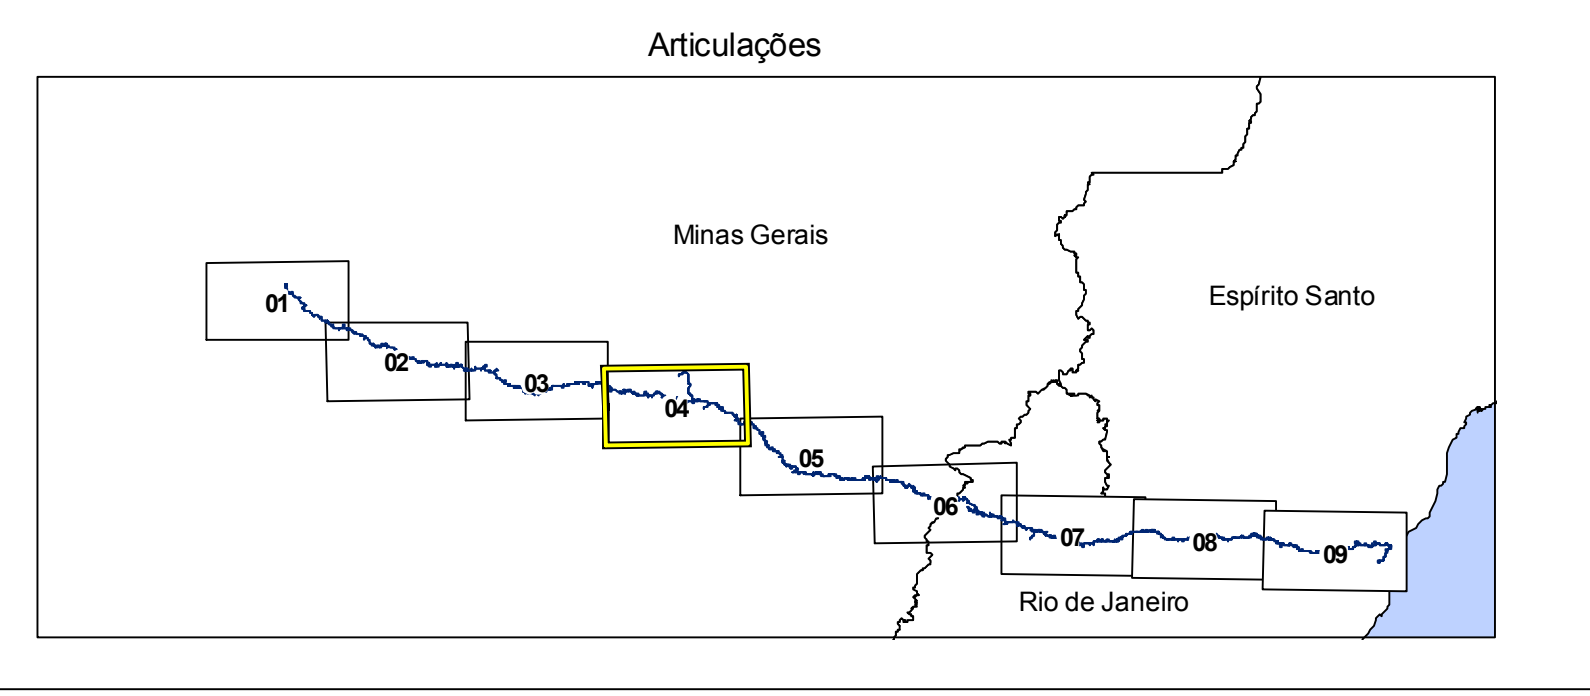 Articulações
Minas Gerais
Espírito Santo
01
02
03
04
05
06
07
08
09
Rio de Janeiro